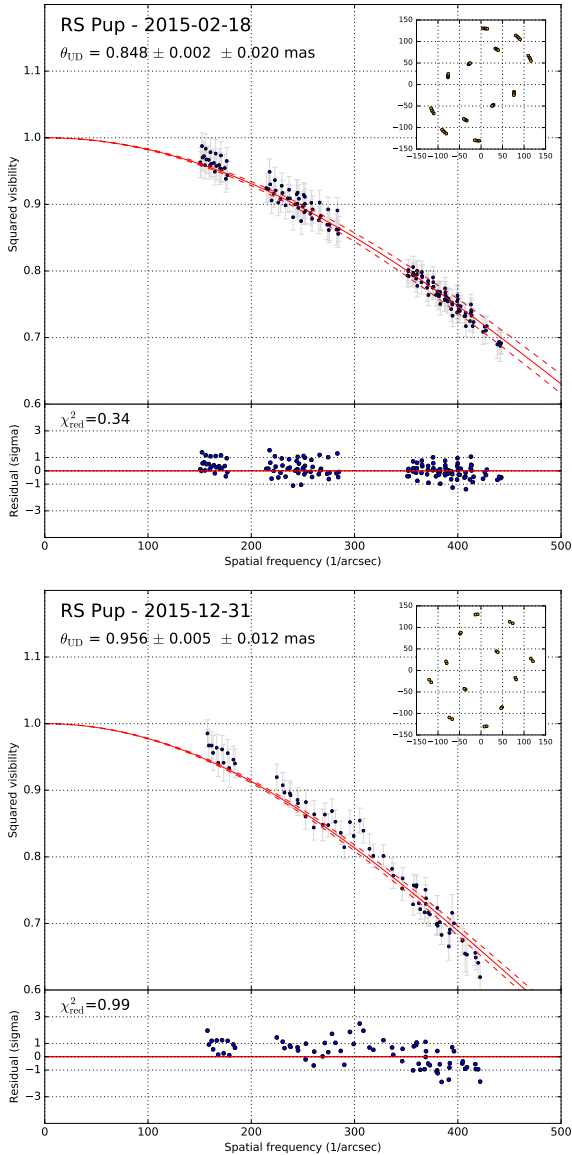 RS Pup - 2015-02-18
θUD = 0.848 ± 0.002 ± 0.020 mas
150
100
50
0
−50
−100
−150
−150−100 −50 0 50 100 150
Squared visibility
1.1
1.0
0.9
0.8
0.7
0.6
χ²red=0.34
Residual (sigma)
3
1
0
−1
−3
0 100 200 300 400 500
Spatial frequency (1/arcsec)
RS Pup - 2015-12-31
θUD = 0.956 ± 0.005 ± 0.012 mas
150
100
50
0
−50
−100
−150
−150−100 −50 0 50 100 150
Squared visibility
1.1
1.0
0.9
0.8
0.7
0.6
χ²red=0.99
Residual (sigma)
3
1
0
−1
−3
0 100 200 300 400 500
Spatial frequency (1/arcsec)